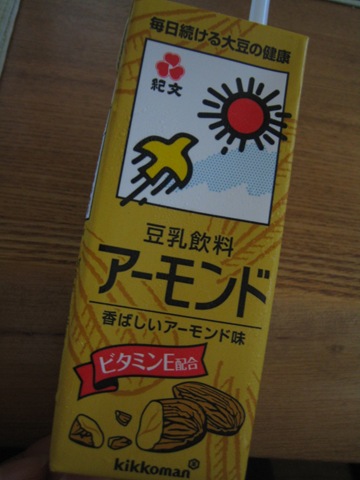 毎日続ける大豆の健康
紀文
豆乳飲料
アーモンド
香ばしいアーモンド味
ビタミンE配合
kikkoman®